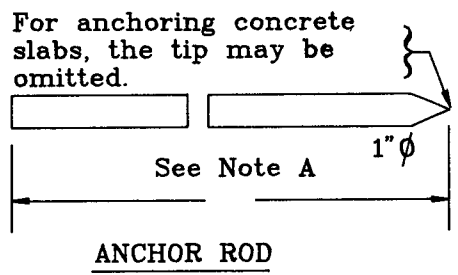 For anchoring concrete
slabs, the tip may be
omitted.
1"Ø
See Note A
ANCHOR ROD